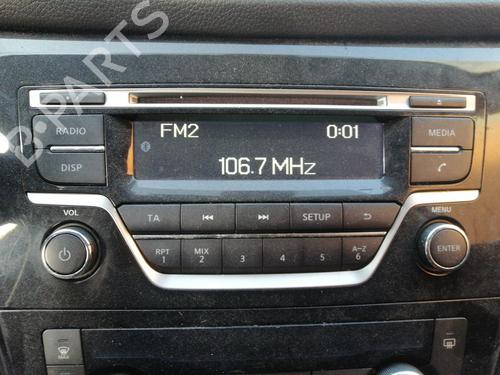 B-PARTS
RADIO
FM2 0:01
MEDIA
DISP
106.7 MHz
VOL
TA
SETUP
MENU
RPT 1
MIX 2
3
4
5
A-Z 6
ENTER
MAX